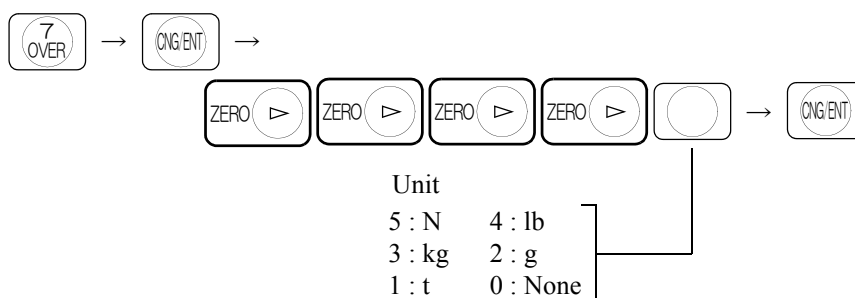 7
OVER → CNG/ENT →
ZERO ▷ ZERO ▷ ZERO ▷ ZERO ▷ → CNG/ENT
Unit
5 : N 4 : lb
3 : kg 2 : g
1 : t 0 : None